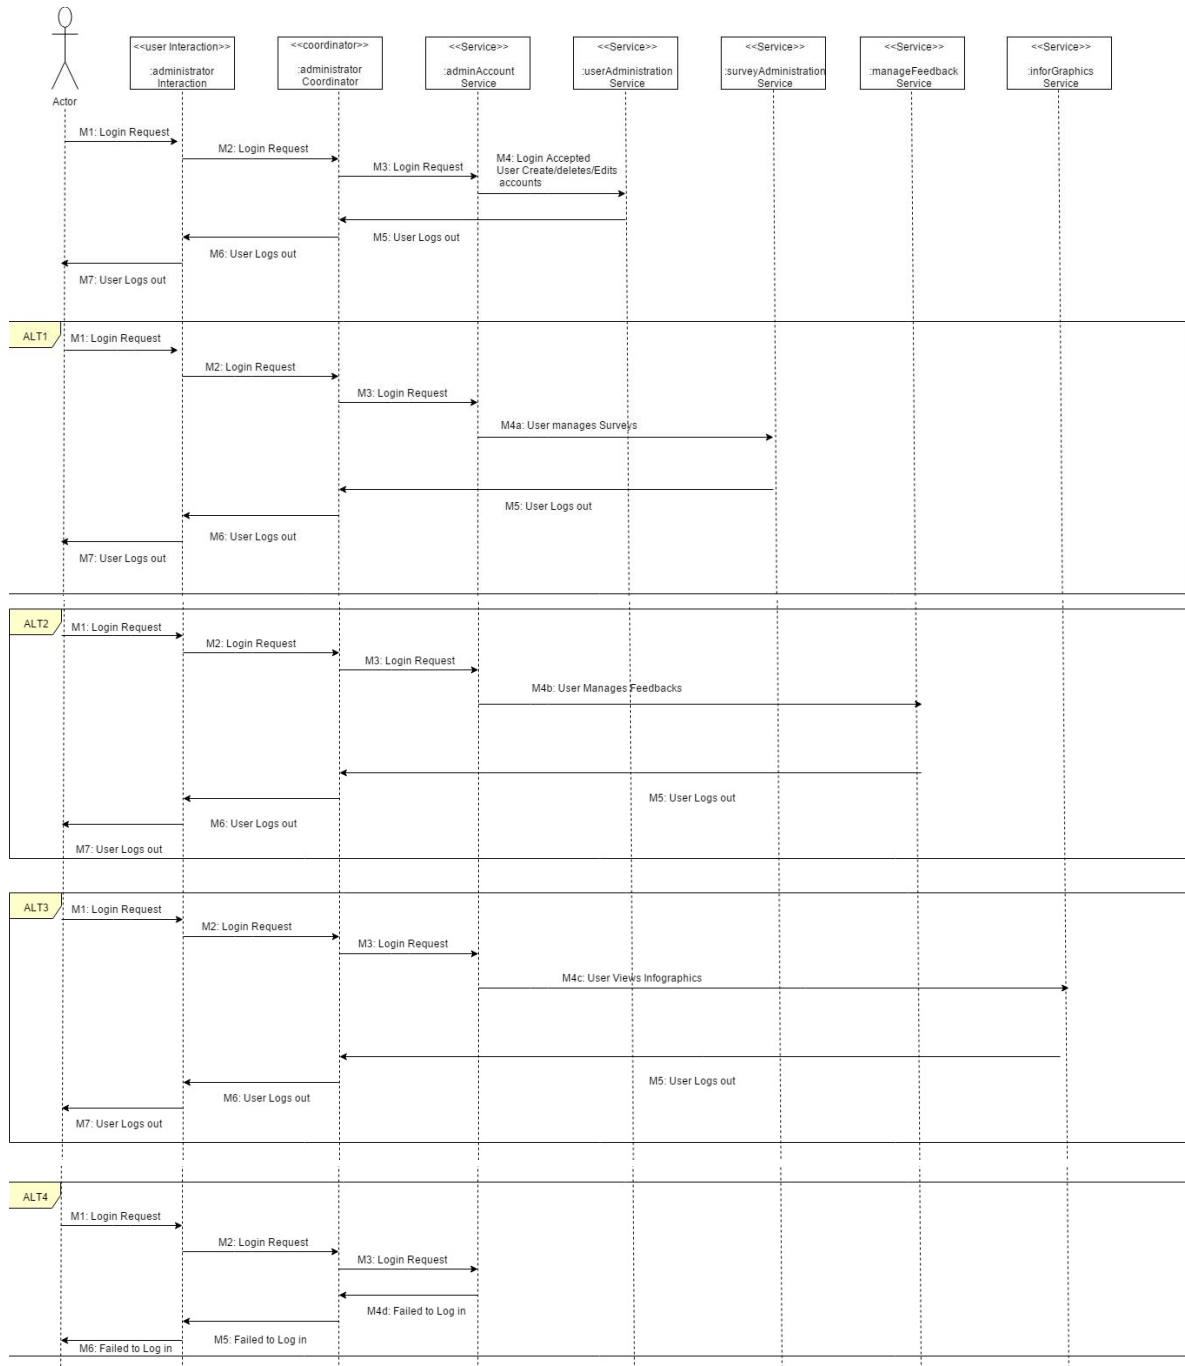 <<user Interaction>>
:administrator
Interaction
<<coordinator>>
:administrator
Coordinator
<<Service>>
:adminAccount
Service
<<Service>>
:userAdministration
Service
<<Service>>
:surveyAdministration
Service
<<Service>>
:manageFeedback
Service
<<Service>>
:inforGraphics
Service
Actor
M1: Login Request
M2: Login Request
M3: Login Request
M4: Login Accepted
User Create/deletes/Edits
accounts
M5: User Logs out
M6: User Logs out
M7: User Logs out
ALT1
M1: Login Request
M2: Login Request
M3: Login Request
M4a: User manages Surveys
M5: User Logs out
M6: User Logs out
M7: User Logs out
ALT2
M1: Login Request
M2: Login Request
M3: Login Request
M4b: User Manages Feedbacks
M5: User Logs out
M6: User Logs out
M7: User Logs out
ALT3
M1: Login Request
M2: Login Request
M3: Login Request
M4c: User Views Infographics
M5: User Logs out
M6: User Logs out
M7: User Logs out
ALT4
M1: Login Request
M2: Login Request
M3: Login Request
M4d: Failed to Log in
M5: Failed to Log in
M6: Failed to Log in